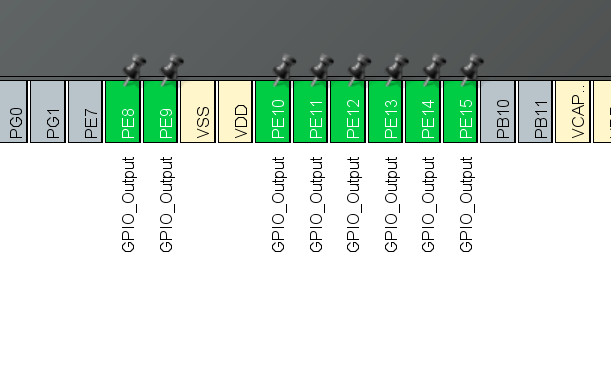 PG0
PG1
PE7
PE8
PE9
VSS
VDD
PE10
PE11
PE12
PE13
PE14
PE15
PB10
PB11
VCAP..
GPIO_Output
GPIO_Output
GPIO_Output
GPIO_Output
GPIO_Output
GPIO_Output
GPIO_Output
GPIO_Output